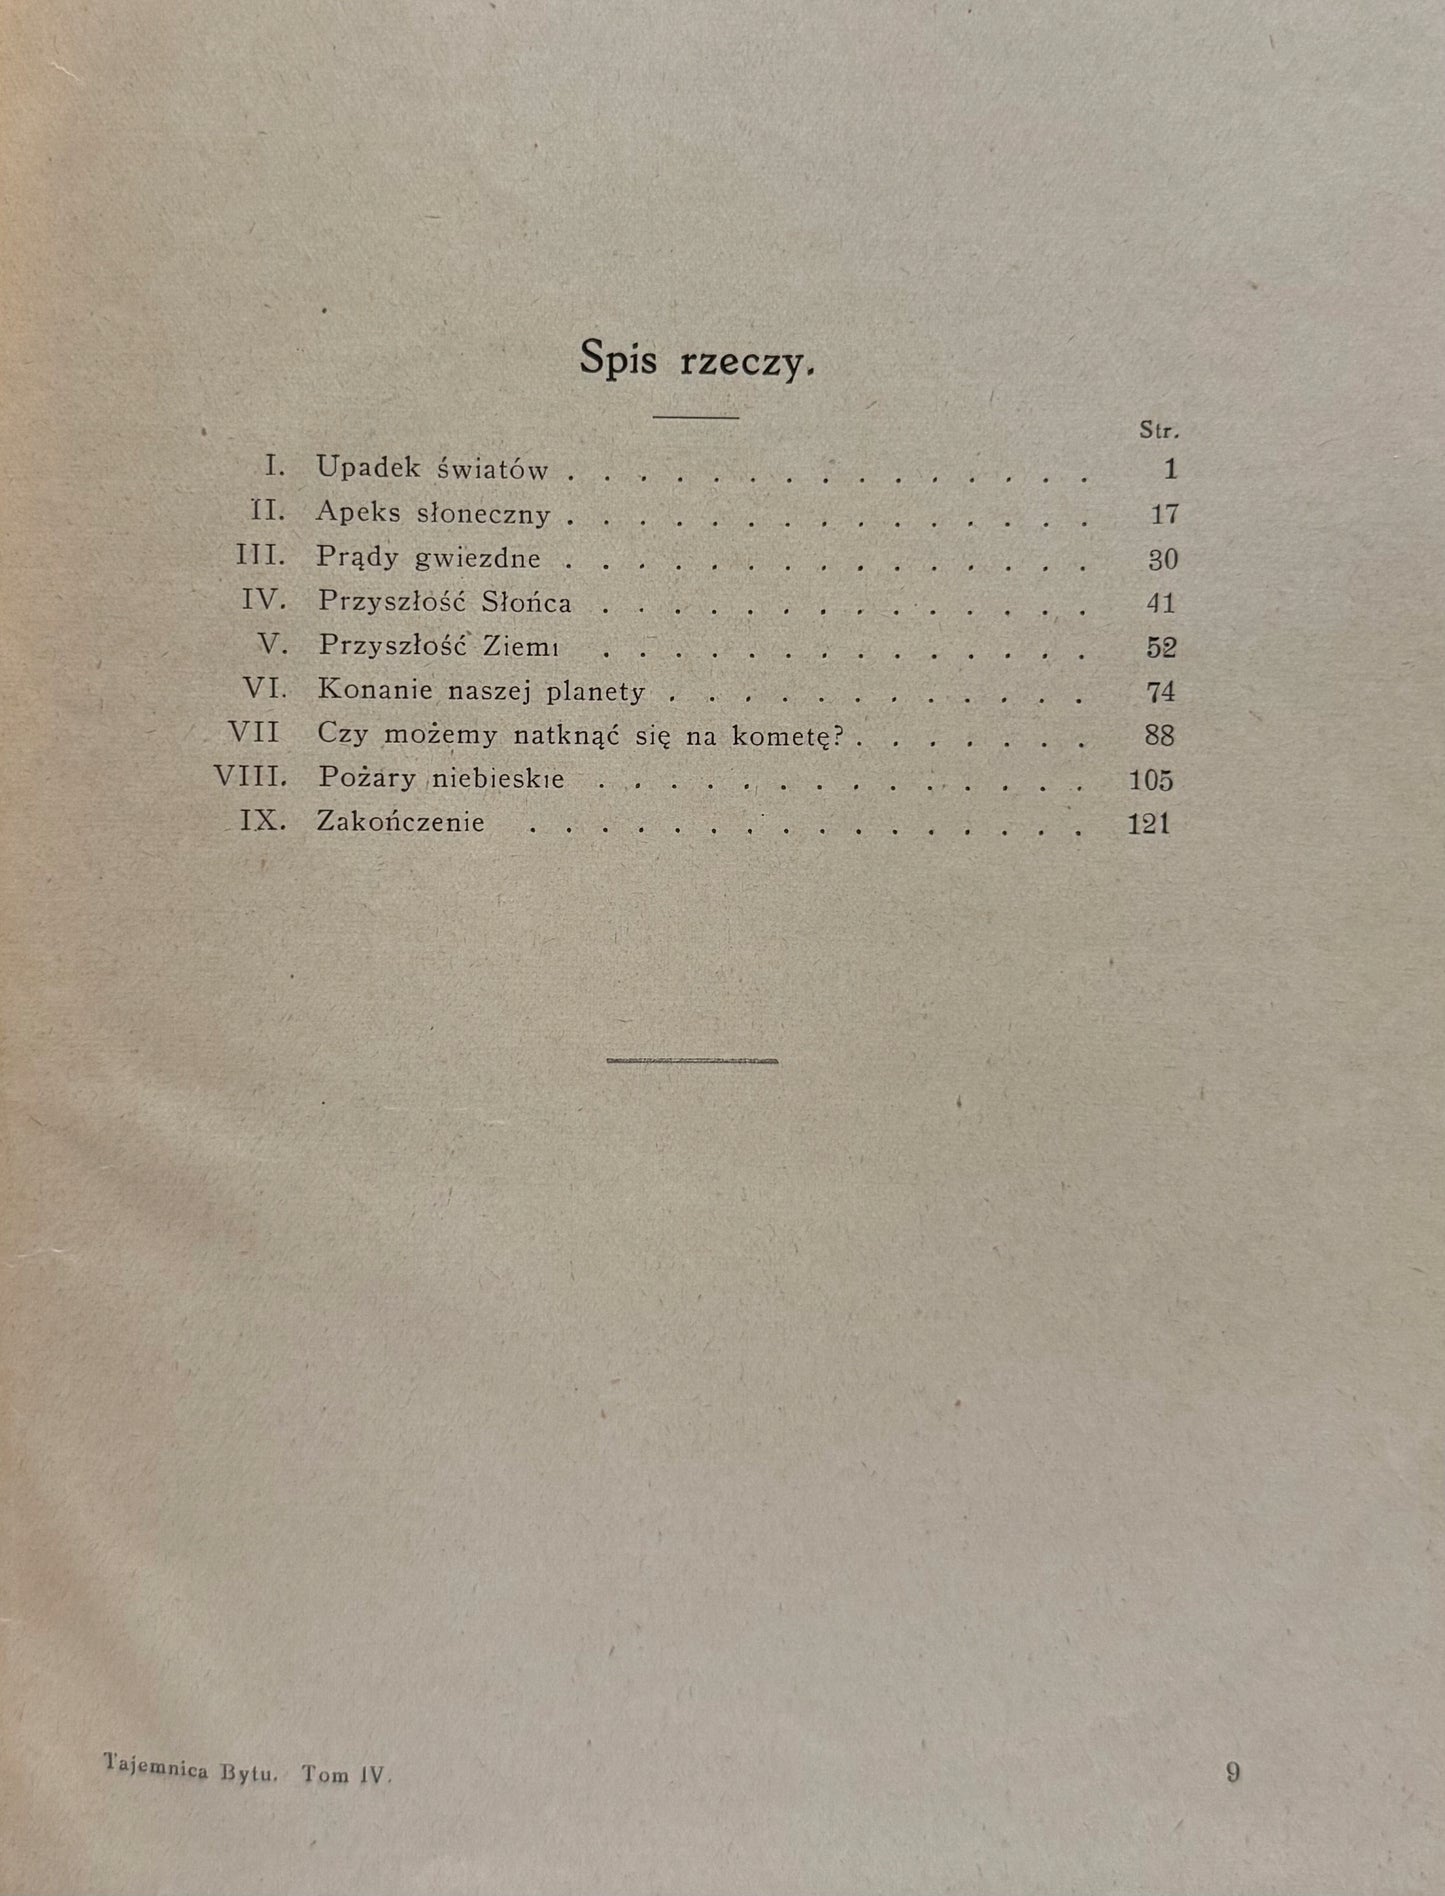 Spis rzeczy.
Str.
I. Upadek światów . . . . . . . . . . . . . . . 1
II. Apeks słoneczny . . . . . . . . . . . . . . . 17
III. Prądy gwiezdne . . . . . . . . . . . . . . . 30
IV. Przyszłość Słońca . . . . . . . . . . . . . . 41
V. Przyszłość Ziemi . . . . . . . . . . . . . . 52
VI. Konanie naszej planety . . . . . . . . . . . . 74
VII Czy możemy natknąć się na kometę? . . . . . . . 88
VIII. Pożary niebieskie . . . . . . . . . . . . . . 105
IX. Zakończenie . . . . . . . . . . . . . . . . 121
Tajemnica Bytu. Tom IV. 9